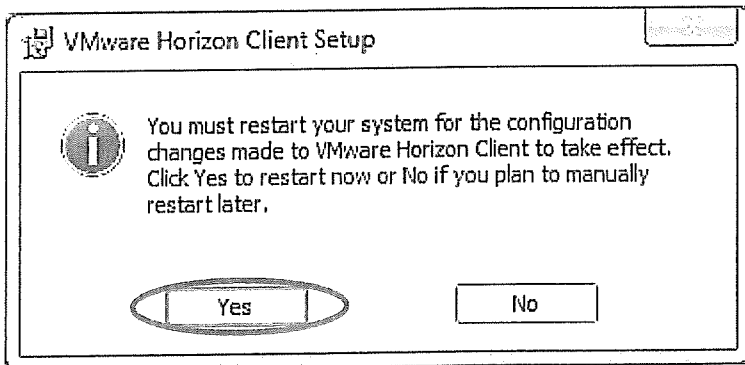 VMware Horizon Client Setup
You must restart your system for the configuration
changes made to VMware Horizon Client to take effect.
Click Yes to restart now or No if you plan to manually
restart later.
Yes
No